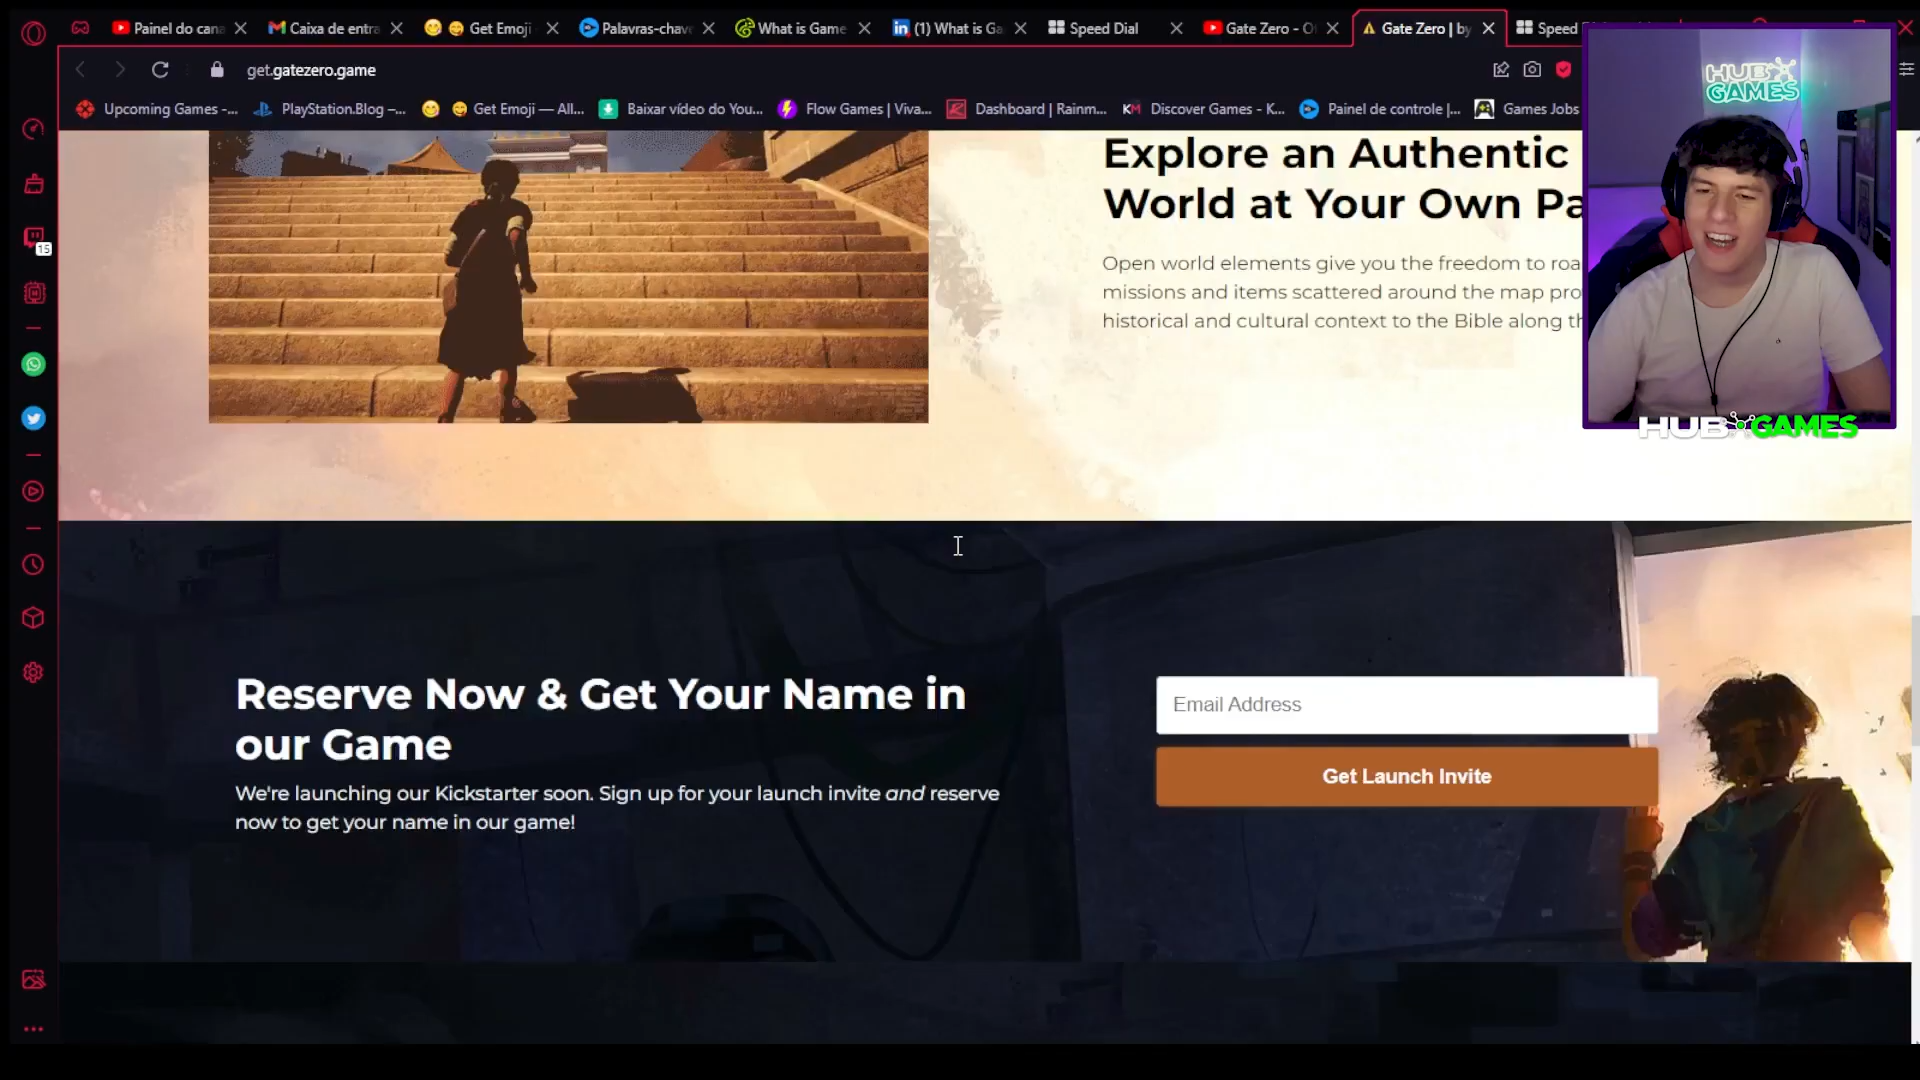 Painel do cana
Caixa de entra
Get Emoji
Palavras-chav
What is Game
(1) What is Ga
Speed Dial
Gate Zero - O
Gate Zero | by
Speed
get.gatezero.game
Upcoming Games -...
PlayStation.Blog –...
Get Emoji — All...
Baixar vídeo do You...
Flow Games | Viva...
Dashboard | Rainm...
KM
Discover Games - K...
Painel de controle |...
Games Jobs
HUB
GAMES
15
Explore an Authentic
World at Your Own Pa
Open world elements give you the freedom to roa
missions and items scattered around the map pro
historical and cultural context to the Bible along th
HUB GAMES
Reserve Now & Get Your Name in
our Game
We're launching our Kickstarter soon. Sign up for your launch invite and reserve
now to get your name in our game!
Email Address
Get Launch Invite